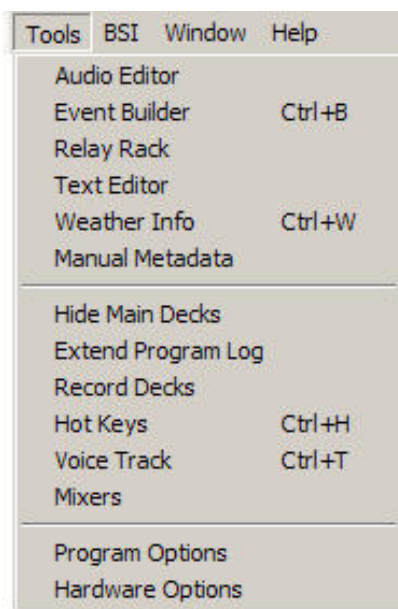 Tools BSI Window Help
Audio Editor
Event Builder Ctrl+B
Relay Rack
Text Editor
Weather Info Ctrl+W
Manual Metadata
Hide Main Decks
Extend Program Log
Record Decks
Hot Keys Ctrl+H
Voice Track Ctrl+T
Mixers
Program Options
Hardware Options